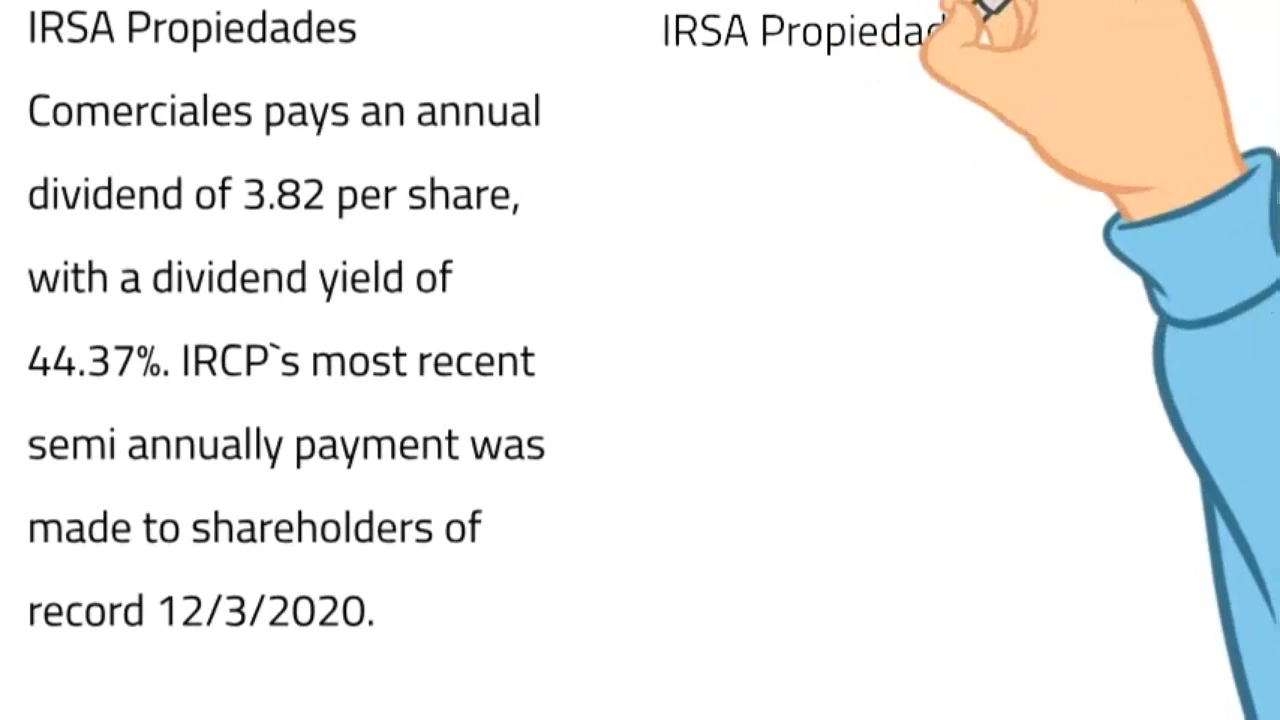 IRSA Propiedades
Comerciales pays an annual
dividend of 3.82 per share,
with a dividend yield of
44.37%. IRCP`s most recent
semi annually payment was
made to shareholders of
record 12/3/2020.
IRSA Propiedad